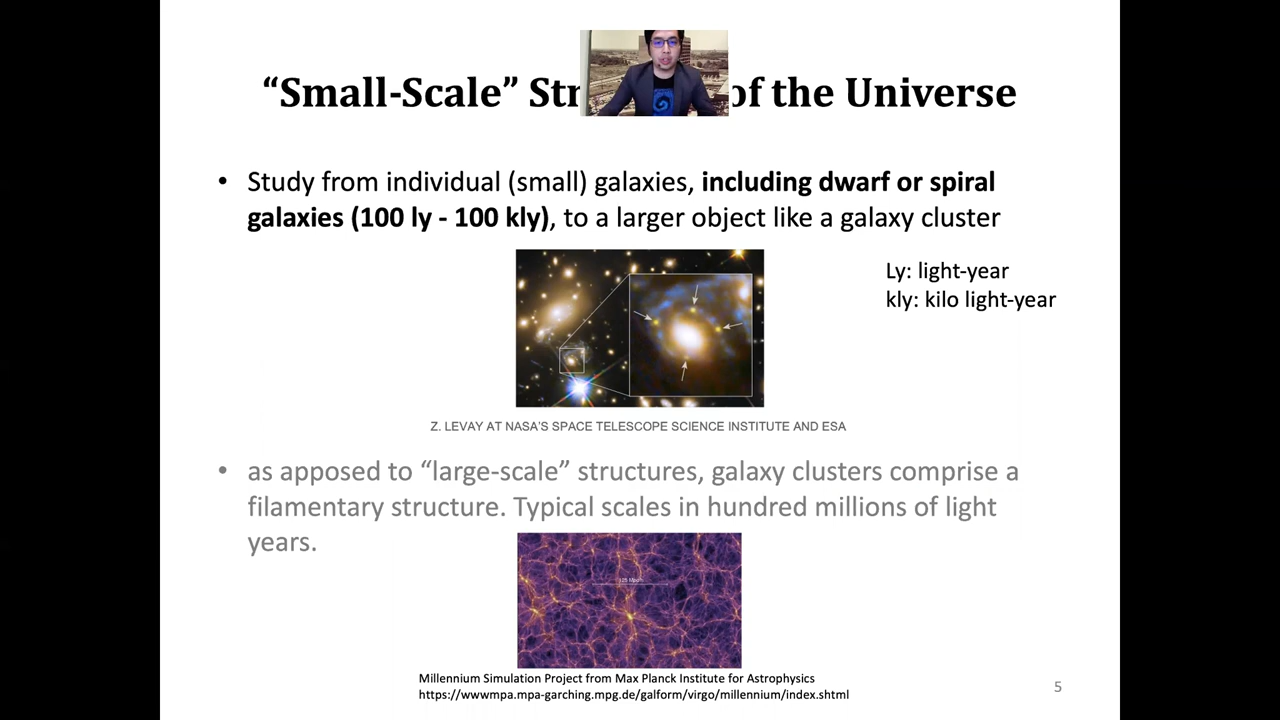 “Small-Scale” Str of the Universe
• Study from individual (small) galaxies, including dwarf or spiral
galaxies (100 ly - 100 kly), to a larger object like a galaxy cluster
Ly: light-year
kly: kilo light-year
Z. LEVAY AT NASA'S SPACE TELESCOPE SCIENCE INSTITUTE AND ESA
• as apposed to “large-scale” structures, galaxy clusters comprise a
filamentary structure. Typical scales in hundred millions of light
years.
Millennium Simulation Project from Max Planck Institute for Astrophysics
https://wwwmpa.mpa-garching.mpg.de/galform/virgo/millennium/index.shtml
5